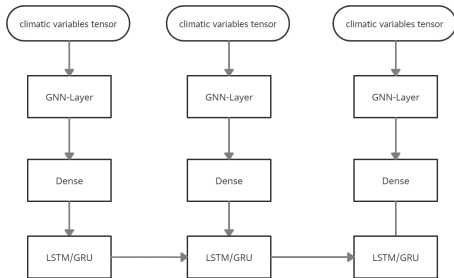 climatic variables tensor climatic variables tensor climatic variables tensor
GNN-Layer GNN-Layer GNN-Layer
Dense Dense Dense
LSTM/GRU LSTM/GRU LSTM/GRU